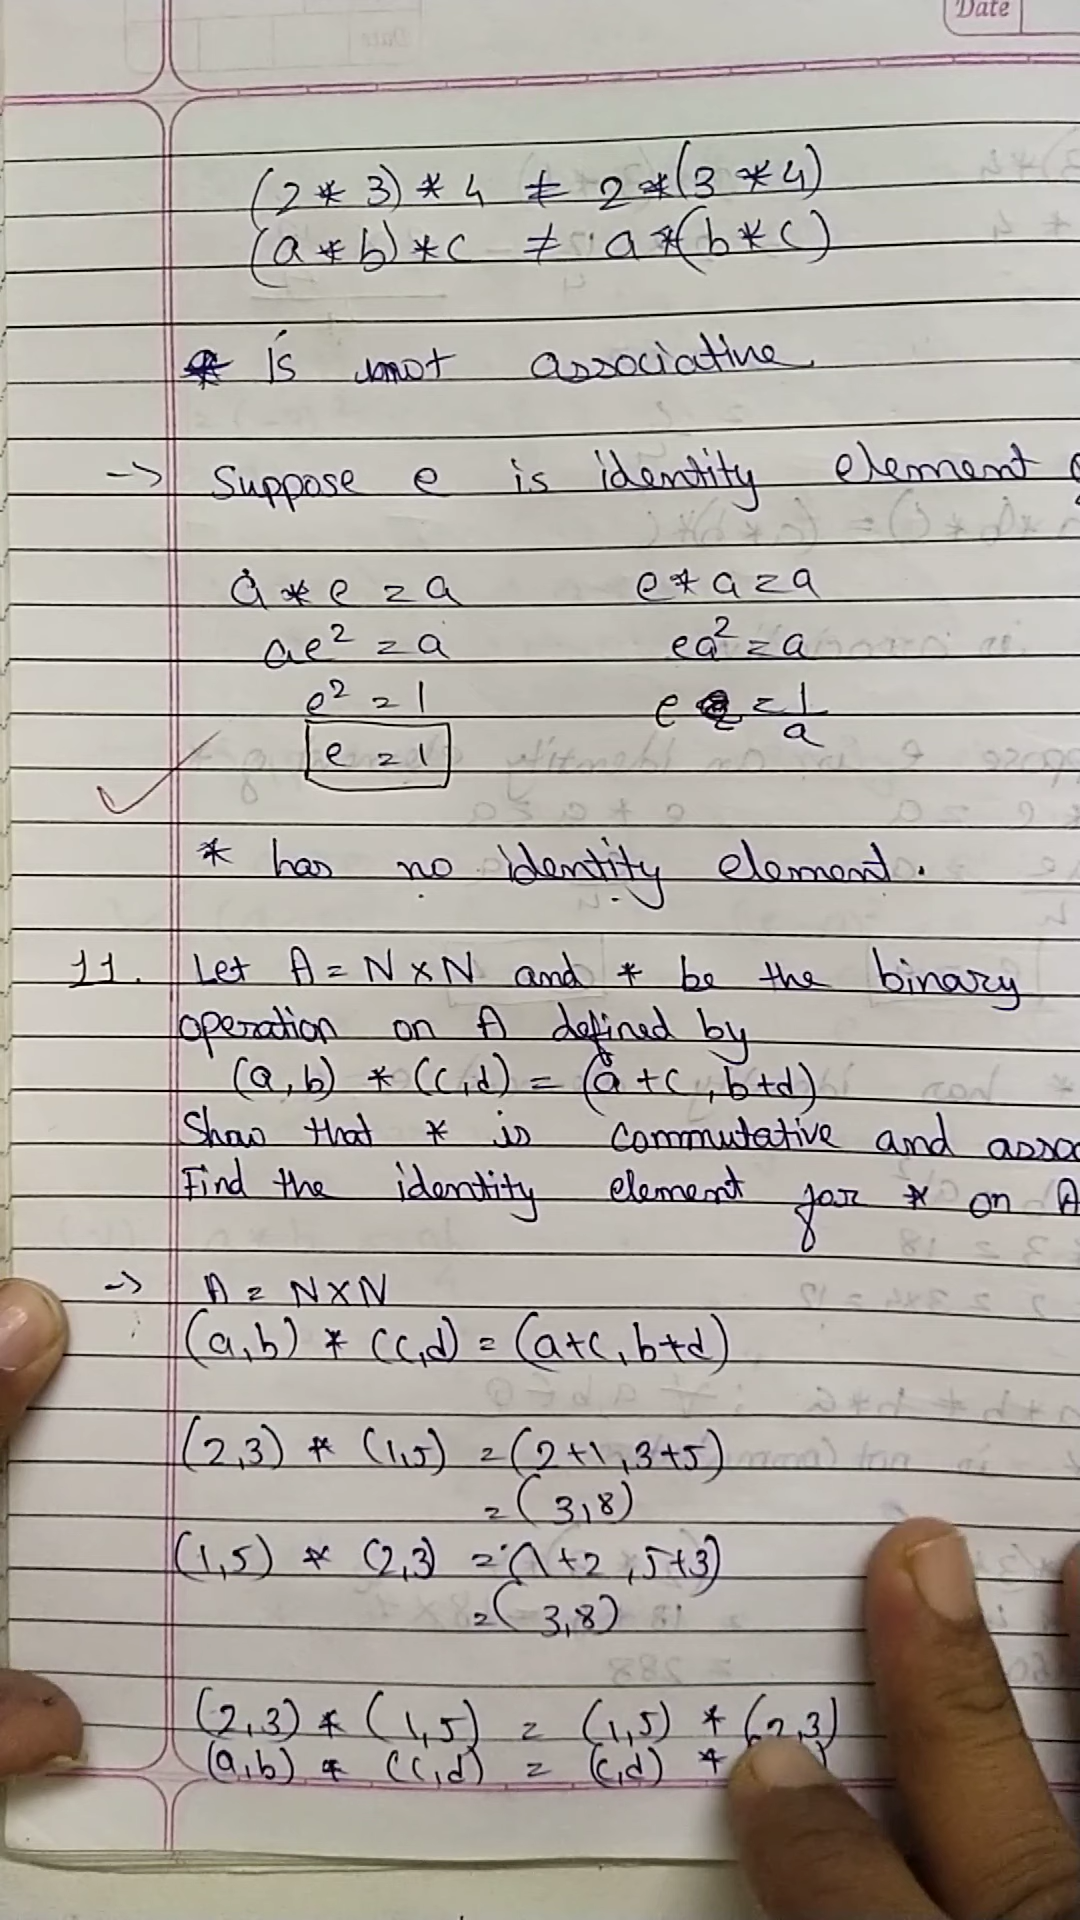 Date
(2 * 3) * 4 ≠ 2 * (3 * 4)
(a * b) * c ≠ a * (b * c)
* is not associative
-> Suppose e is identity element
a * e = a e * a = a
ae² = a ea² = a
e² = 1 e = 1/a
e = 1
* has no identity element.
11. Let A = N × N and * be the binary
operation on A defined by
(a, b) * (c, d) = (a + c, b + d)
Show that * is commutative and
Find the identity element for * on A
-> A = N × N
(a, b) * (c, d) = (a + c, b + d)
(2,3) * (1,5) = (2+1, 3+5)
= (3, 8)
(1,5) * (2,3) = (1+2, 5+3)
= (3,8)
(2,3) * (1,5) = (1,5) * (2,3)
(a, b) * (c, d) = (c, d) *